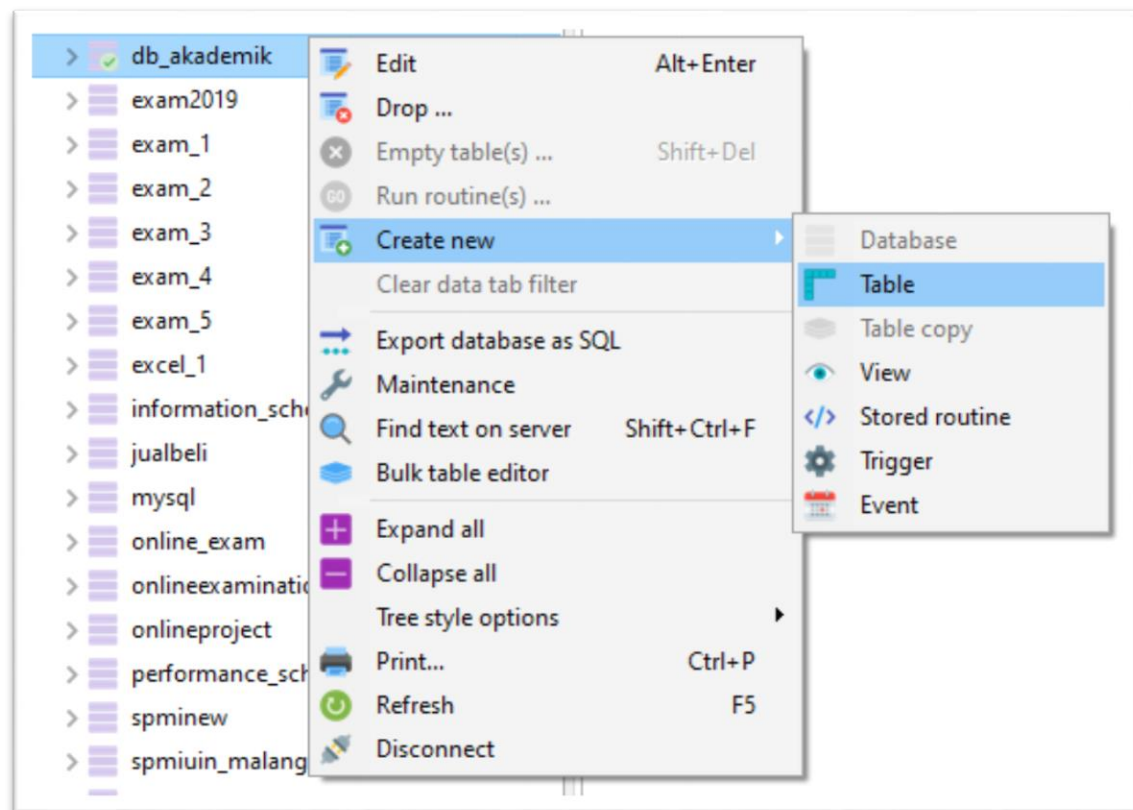 db_akademik
exam2019
exam_1
exam_2
exam_3
exam_4
exam_5
excel_1
information_sch
jualbeli
mysql
online_exam
onlineexaminatio
onlineproject
performance_sch
spminew
spmiuin_malang
Edit Alt+Enter
Drop ...
Empty table(s) ... Shift+Del
GO Run routine(s) ...
Create new
Clear data tab filter
Export database as SQL
Maintenance
Find text on server Shift+Ctrl+F
Bulk table editor
Expand all
Collapse all
Tree style options
Print... Ctrl+P
Refresh F5
Disconnect
Database
Table
Table copy
View
Stored routine
Trigger
Event